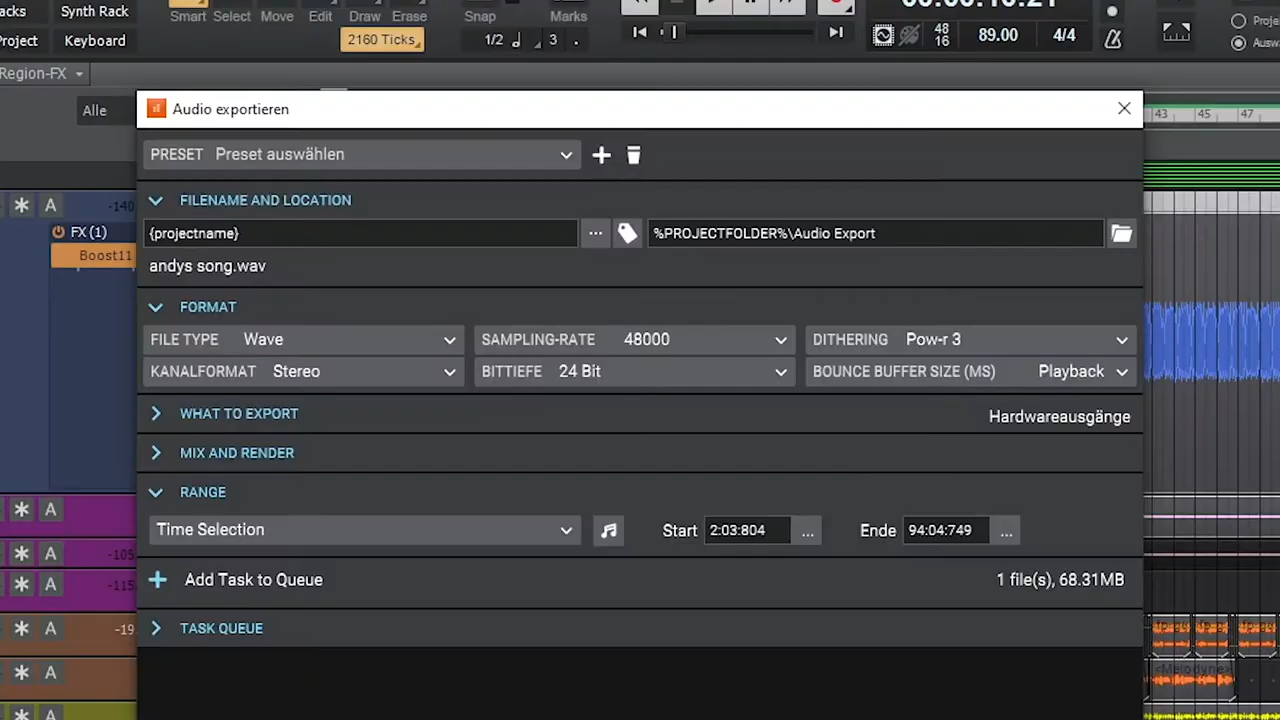 Synth Rack
Smart Select Move Edit Draw Erase Snap Marks
Keyboard 2160 Ticks 1/2 3 48 16 89.00 4/4
Region-FX
Alle
Audio exportieren
43 45 47
PRESET Preset auswählen
FILENAME AND LOCATION
{projectname} ... %PROJECTFOLDER%\Audio Export
andys song.wav
FORMAT
FILE TYPE Wave SAMPLING-RATE 48000 DITHERING Pow-r 3
KANALFORMAT Stereo BITTIEFE 24 Bit BOUNCE BUFFER SIZE (MS) Playback
WHAT TO EXPORT Hardwareausgänge
MIX AND RENDER
RANGE
Time Selection Start 2:03:804 ... Ende 94:04:749 ...
Add Task to Queue 1 file(s), 68.31MB
TASK QUEUE
A -140
FX (1)
Boost11
A
A -105
A -115
A -19
A
A
Melodyne